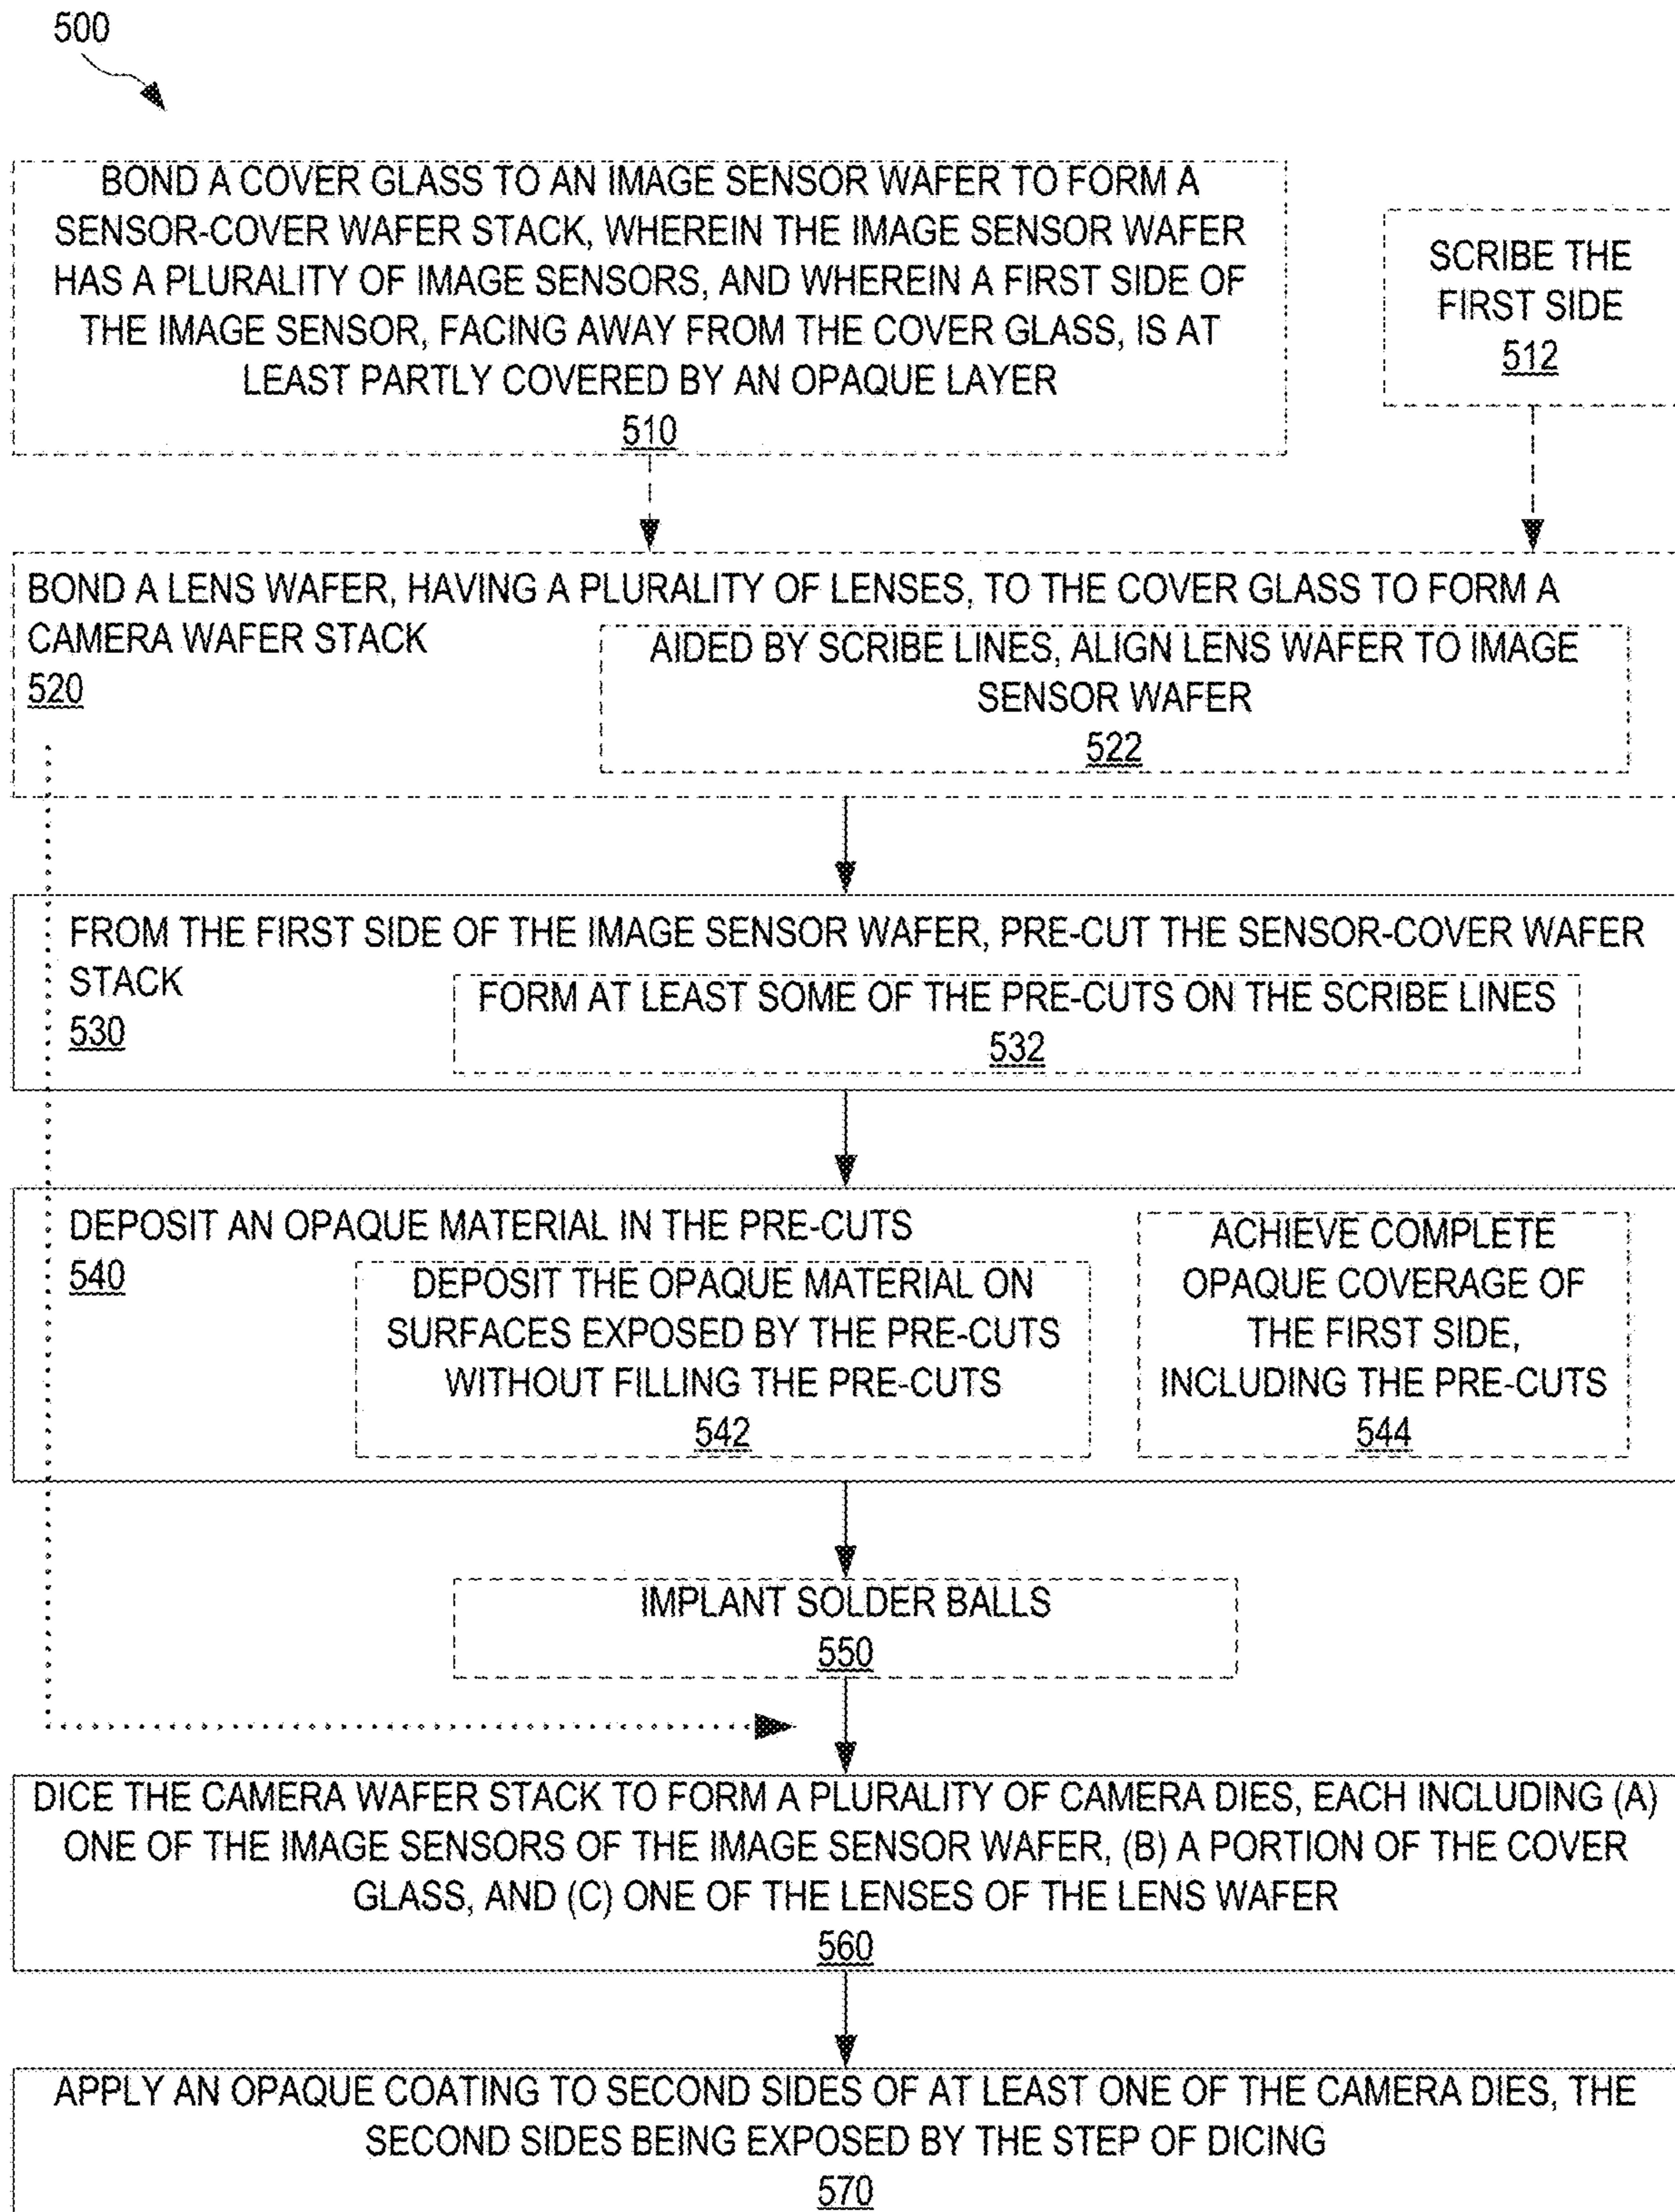 500
BOND A COVER GLASS TO AN IMAGE SENSOR WAFER TO FORM A
SENSOR-COVER WAFER STACK, WHEREIN THE IMAGE SENSOR WAFER
HAS A PLURALITY OF IMAGE SENSORS, AND WHEREIN A FIRST SIDE OF
THE IMAGE SENSOR, FACING AWAY FROM THE COVER GLASS, IS AT
LEAST PARTLY COVERED BY AN OPAQUE LAYER
510
SCRIBE THE
FIRST SIDE
512
BOND A LENS WAFER, HAVING A PLURALITY OF LENSES, TO THE COVER GLASS TO FORM A
CAMERA WAFER STACK
520
AIDED BY SCRIBE LINES, ALIGN LENS WAFER TO IMAGE
SENSOR WAFER
522
FROM THE FIRST SIDE OF THE IMAGE SENSOR WAFER, PRE-CUT THE SENSOR-COVER WAFER
STACK
530
FORM AT LEAST SOME OF THE PRE-CUTS ON THE SCRIBE LINES
532
DEPOSIT AN OPAQUE MATERIAL IN THE PRE-CUTS
540
DEPOSIT THE OPAQUE MATERIAL ON
SURFACES EXPOSED BY THE PRE-CUTS
WITHOUT FILLING THE PRE-CUTS
542
ACHIEVE COMPLETE
OPAQUE COVERAGE OF
THE FIRST SIDE,
INCLUDING THE PRE-CUTS
544
IMPLANT SOLDER BALLS
550
DICE THE CAMERA WAFER STACK TO FORM A PLURALITY OF CAMERA DIES, EACH INCLUDING (A)
ONE OF THE IMAGE SENSORS OF THE IMAGE SENSOR WAFER, (B) A PORTION OF THE COVER
GLASS, AND (C) ONE OF THE LENSES OF THE LENS WAFER
560
APPLY AN OPAQUE COATING TO SECOND SIDES OF AT LEAST ONE OF THE CAMERA DIES, THE
SECOND SIDES BEING EXPOSED BY THE STEP OF DICING
570